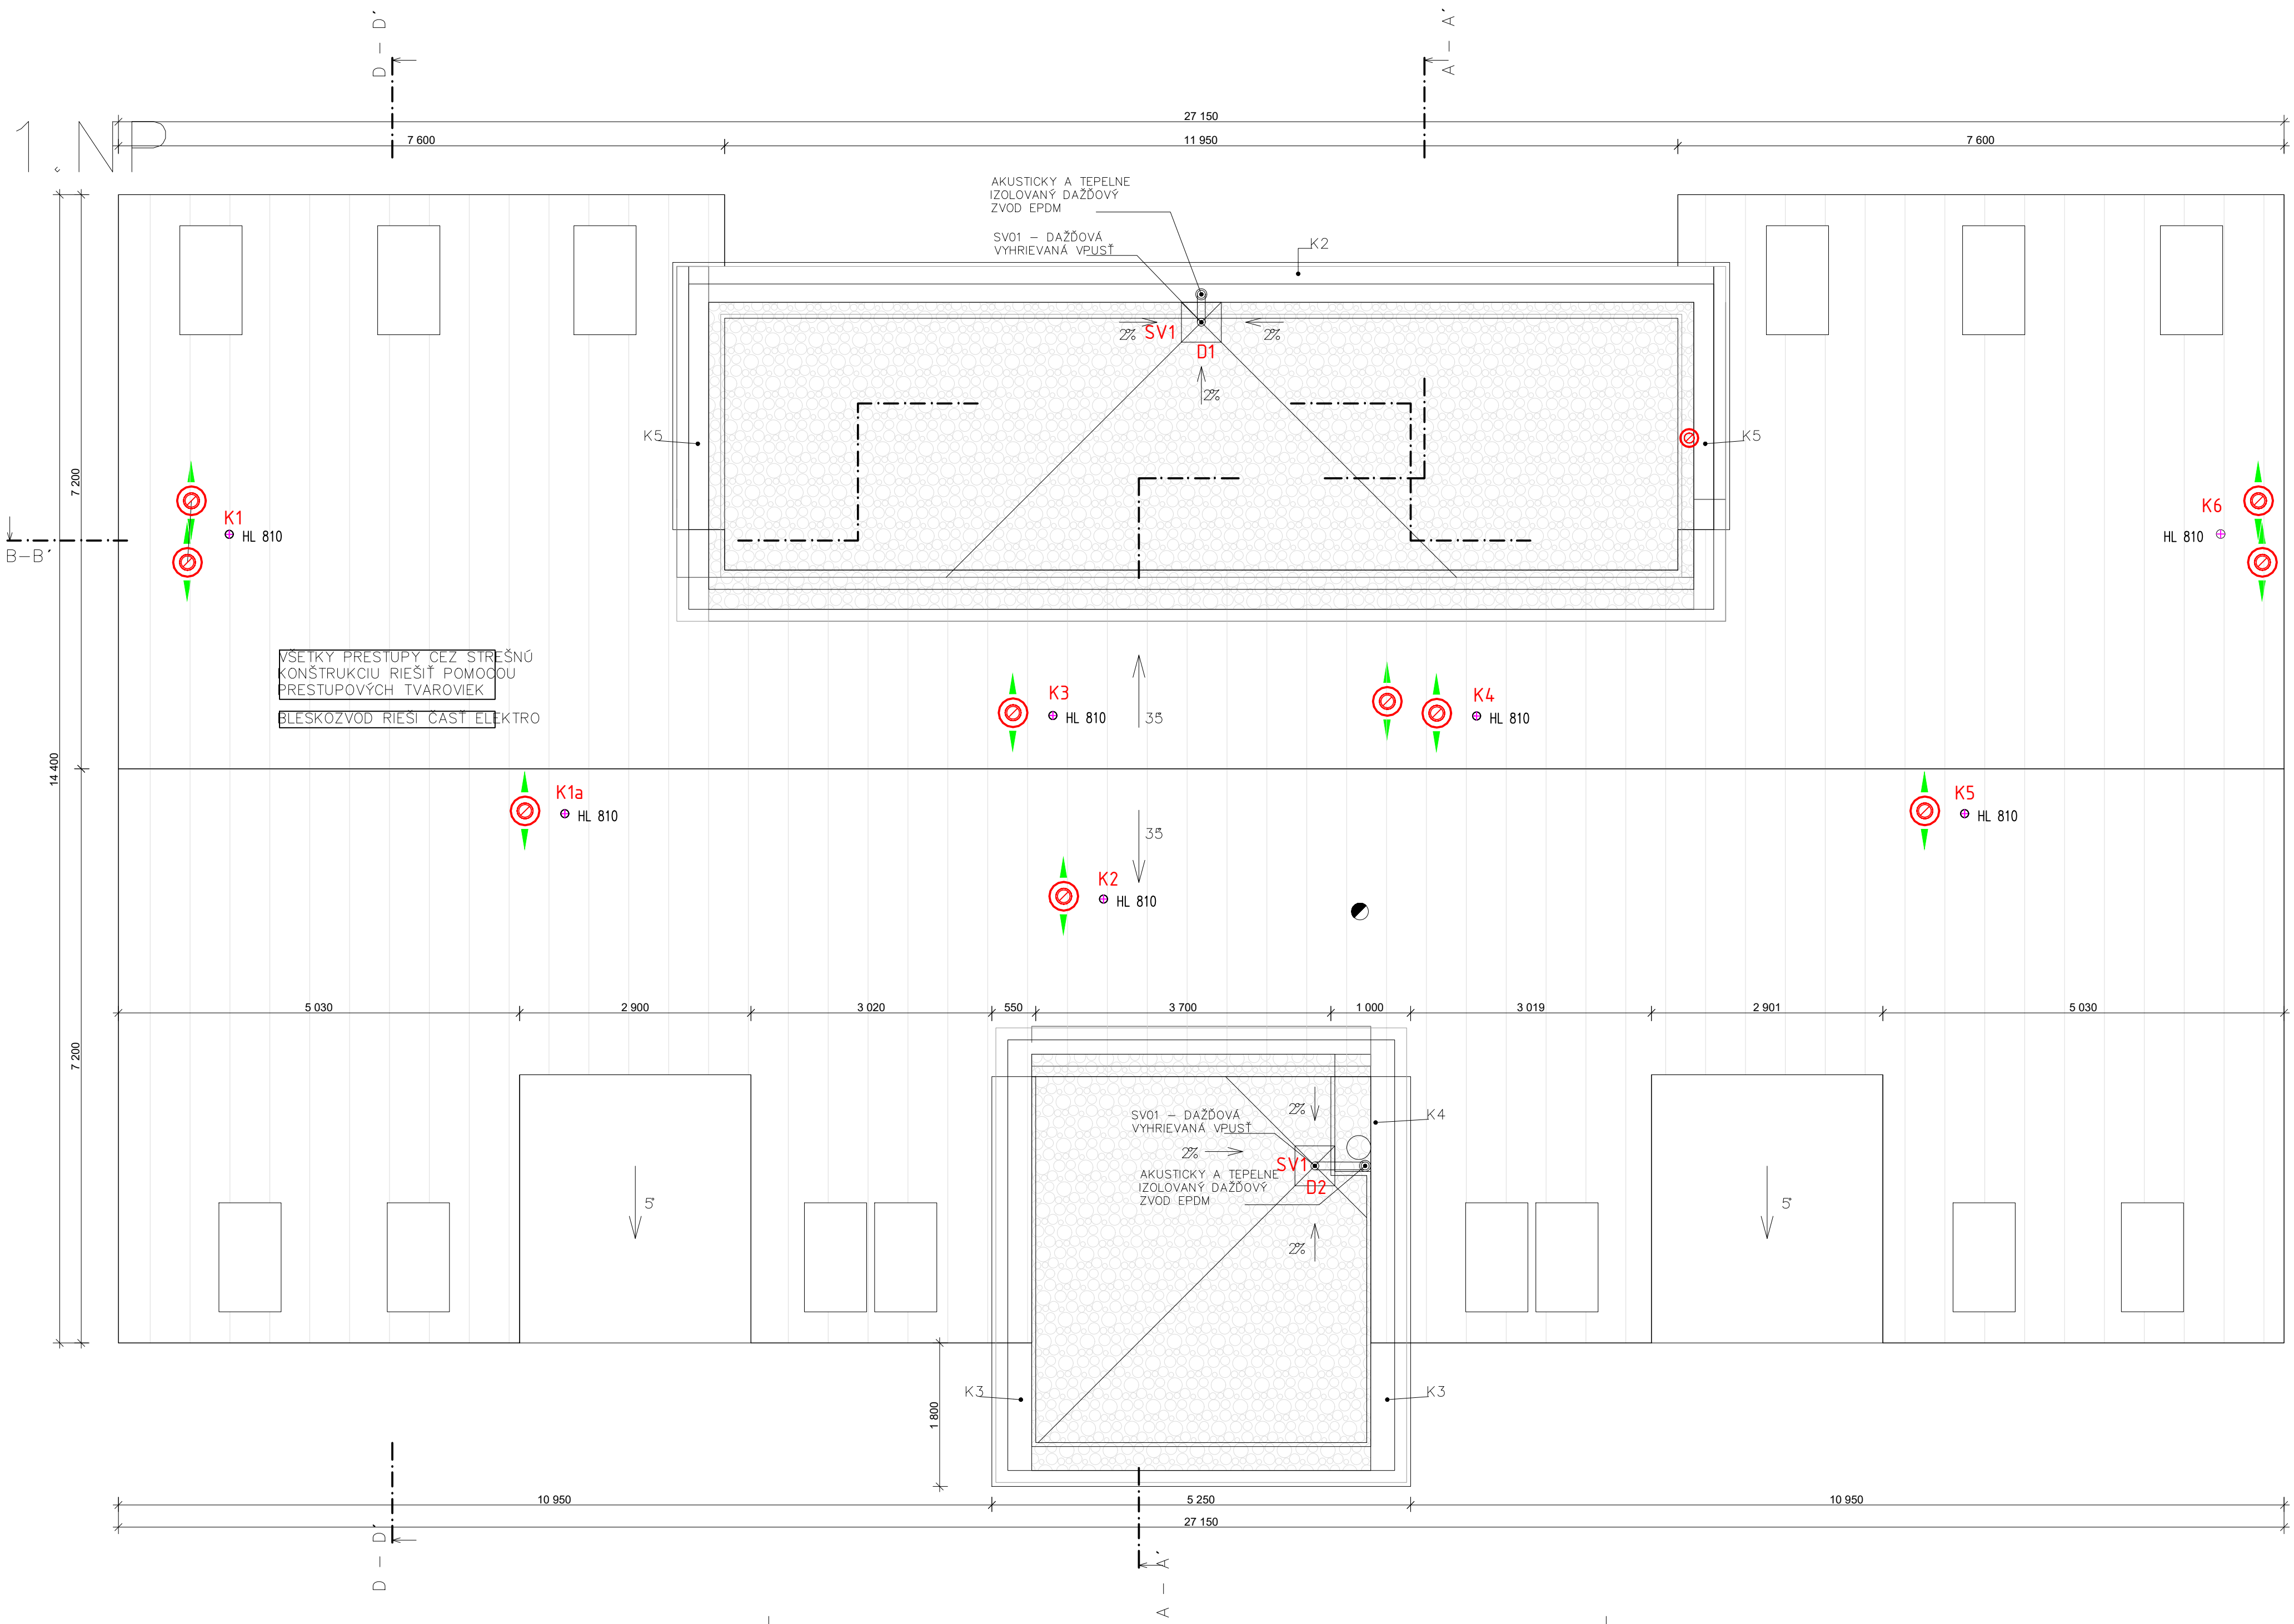 D - D'
A - A'
1. NP
27 150
7 600
11 950
7 600
AKUSTICKY A TEPELNE
IZOLOVANÝ DAŽĎOVÝ
ZVOD EPDM
SV01 – DAŽĎOVÁ
VYHRIEVANÁ VPUSŤ
K2
2%
SV1
2%
D1
2%
K5
K5
7 200
K1
HL 810
K6
HL 810
B-B'
VŠETKY PRESTUPY CEZ STREŠNÚ
KONŠTRUKCIU RIEŠIŤ POMOCOU
PRESTUPOVÝCH TVAROVIEK
BLESKOZVOD RIEŠI ČASŤ ELEKTRO
K3
HL 810
35°
K4
HL 810
14 400
K1a
HL 810
35°
K5
HL 810
K2
HL 810
5 030
2 900
3 020
550
3 700
1 000
3 019
2 901
5 030
7 200
SV01 – DAŽĎOVÁ
VYHRIEVANÁ VPUSŤ
2%
K4
2%
SV1
AKUSTICKY A TEPELNE
IZOLOVANÝ DAŽĎOVÝ
ZVOD EPDM
D2
5°
5°
2%
K3
K3
1 800
10 950
5 250
10 950
27 150
D - D'
A - A'